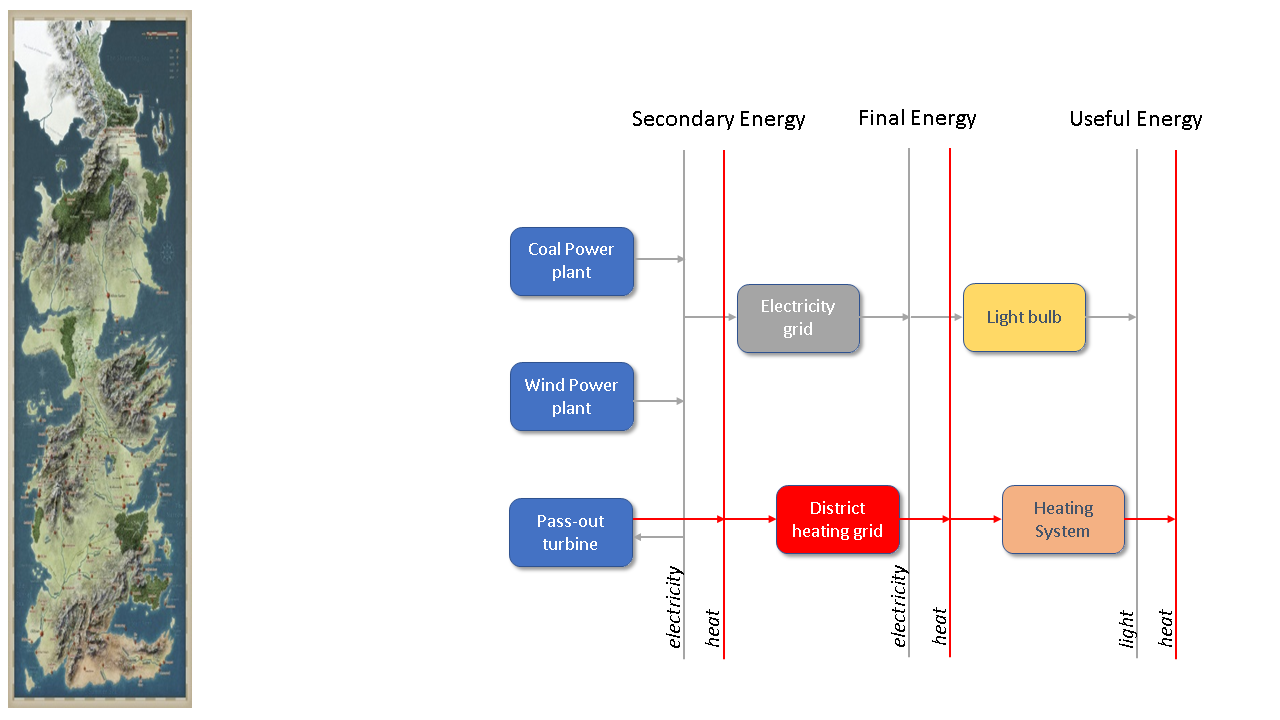 Secondary Energy
Final Energy
Useful Energy
Coal Power
plant
Electricity
grid
Light bulb
Wind Power
plant
Pass-out
turbine
District
heating grid
Heating
System
electricity
heat
electricity
heat
light
heat